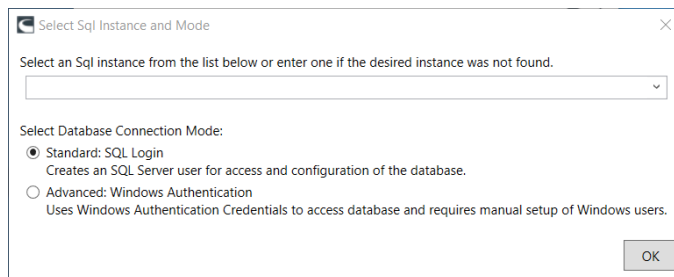 Select Sql Instance and Mode
Select an Sql instance from the list below or enter one if the desired instance was not found.
Select Database Connection Mode:
Standard: SQL Login
Creates an SQL Server user for access and configuration of the database.
Advanced: Windows Authentication
Uses Windows Authentication Credentials to access database and requires manual setup of Windows users.
OK